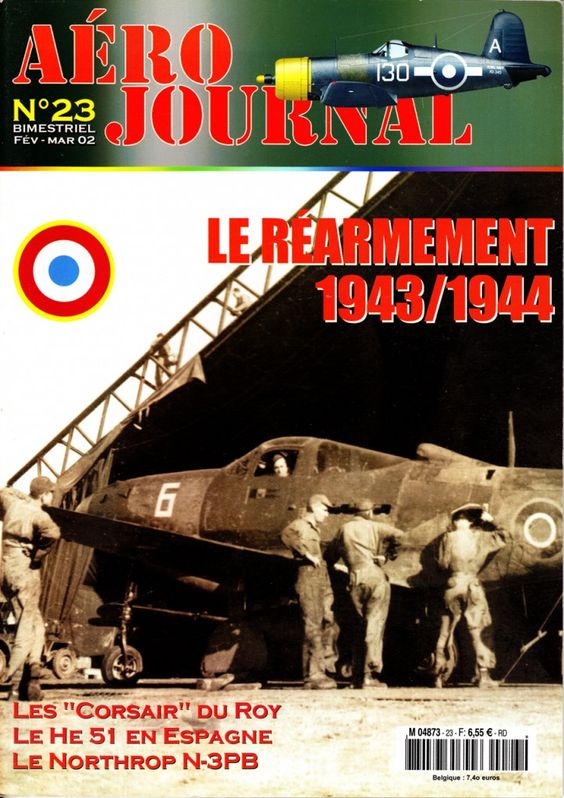 AÉRO
JOURNAL
N°23
BIMESTRIEL
FÉV - MAR 02
130
A
LE RÉARMEMENT
1943/1944
6
LES "CORSAIR" DU ROY
LE HE 51 EN ESPAGNE
LE NORTHROP N-3PB
M 04873 - 23 - F: 6,55 € - RD
Belgique : 7,4o euros